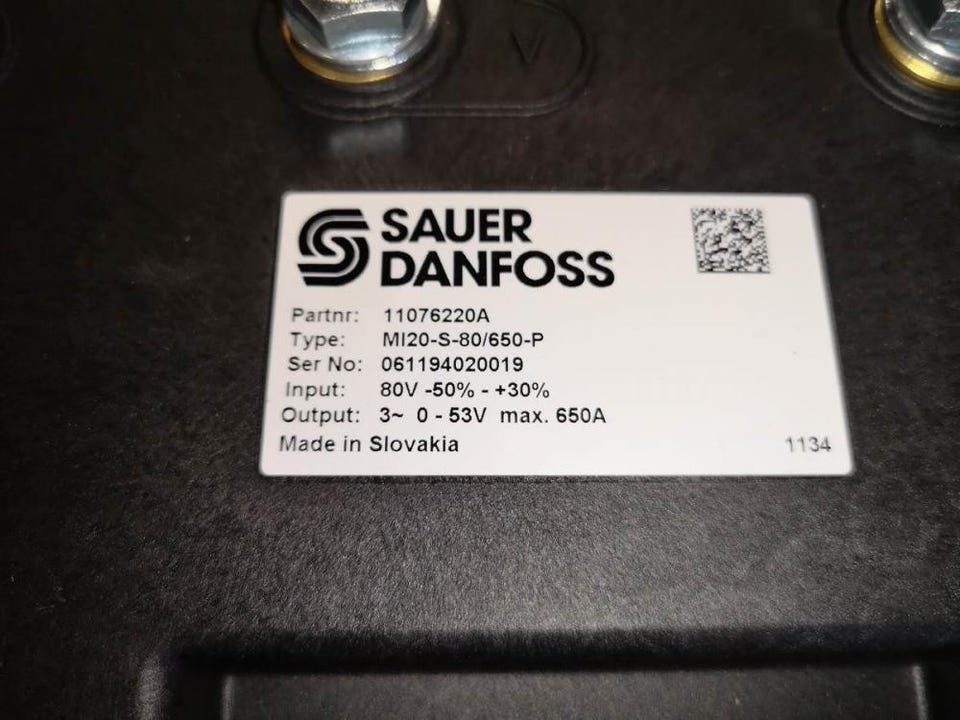 V
SAUER
DANFOSS
Partnr: 11076220A
Type: MI20-S-80/650-P
Ser No: 061194020019
Input: 80V -50% - +30%
Output: 3~ 0 - 53V max. 650A
Made in Slovakia 1134